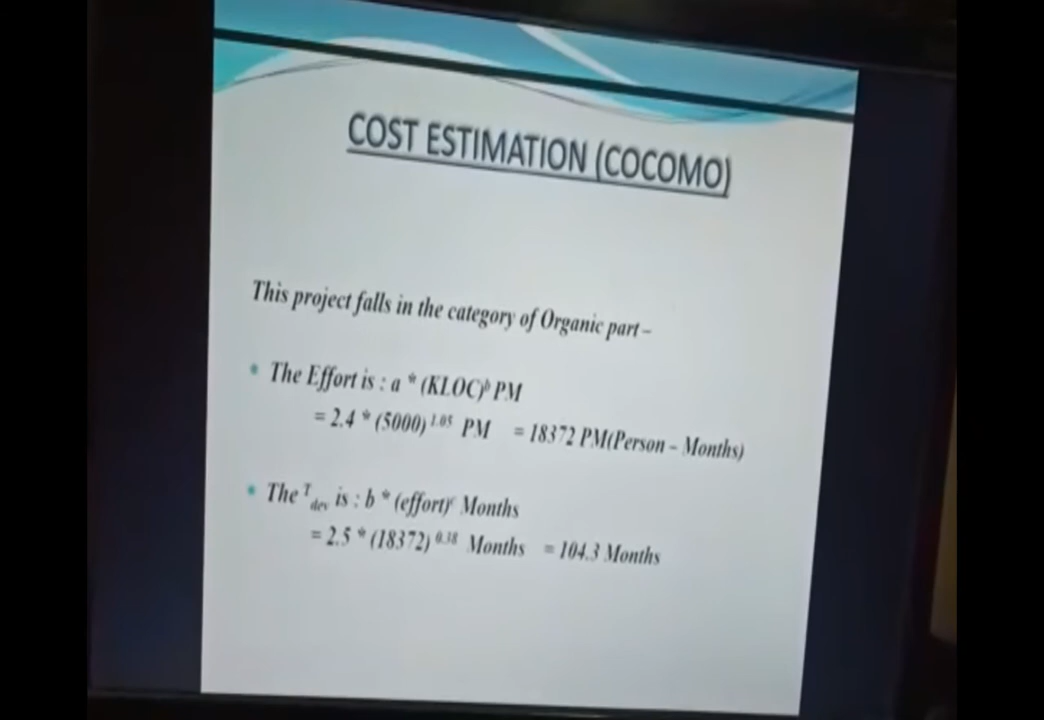 COST ESTIMATION (COCOMO)
This project falls in the category of Organic part –
• The Effort is : a * (KLOC)ᵇ PM
= 2.4 * (5000) ¹·⁰⁵ PM = 18372 PM(Person – Months)
• The ᵀdev is : b * (effort)ᶜ Months
= 2.5 * (18372) ⁰·³⁸ Months = 104.3 Months